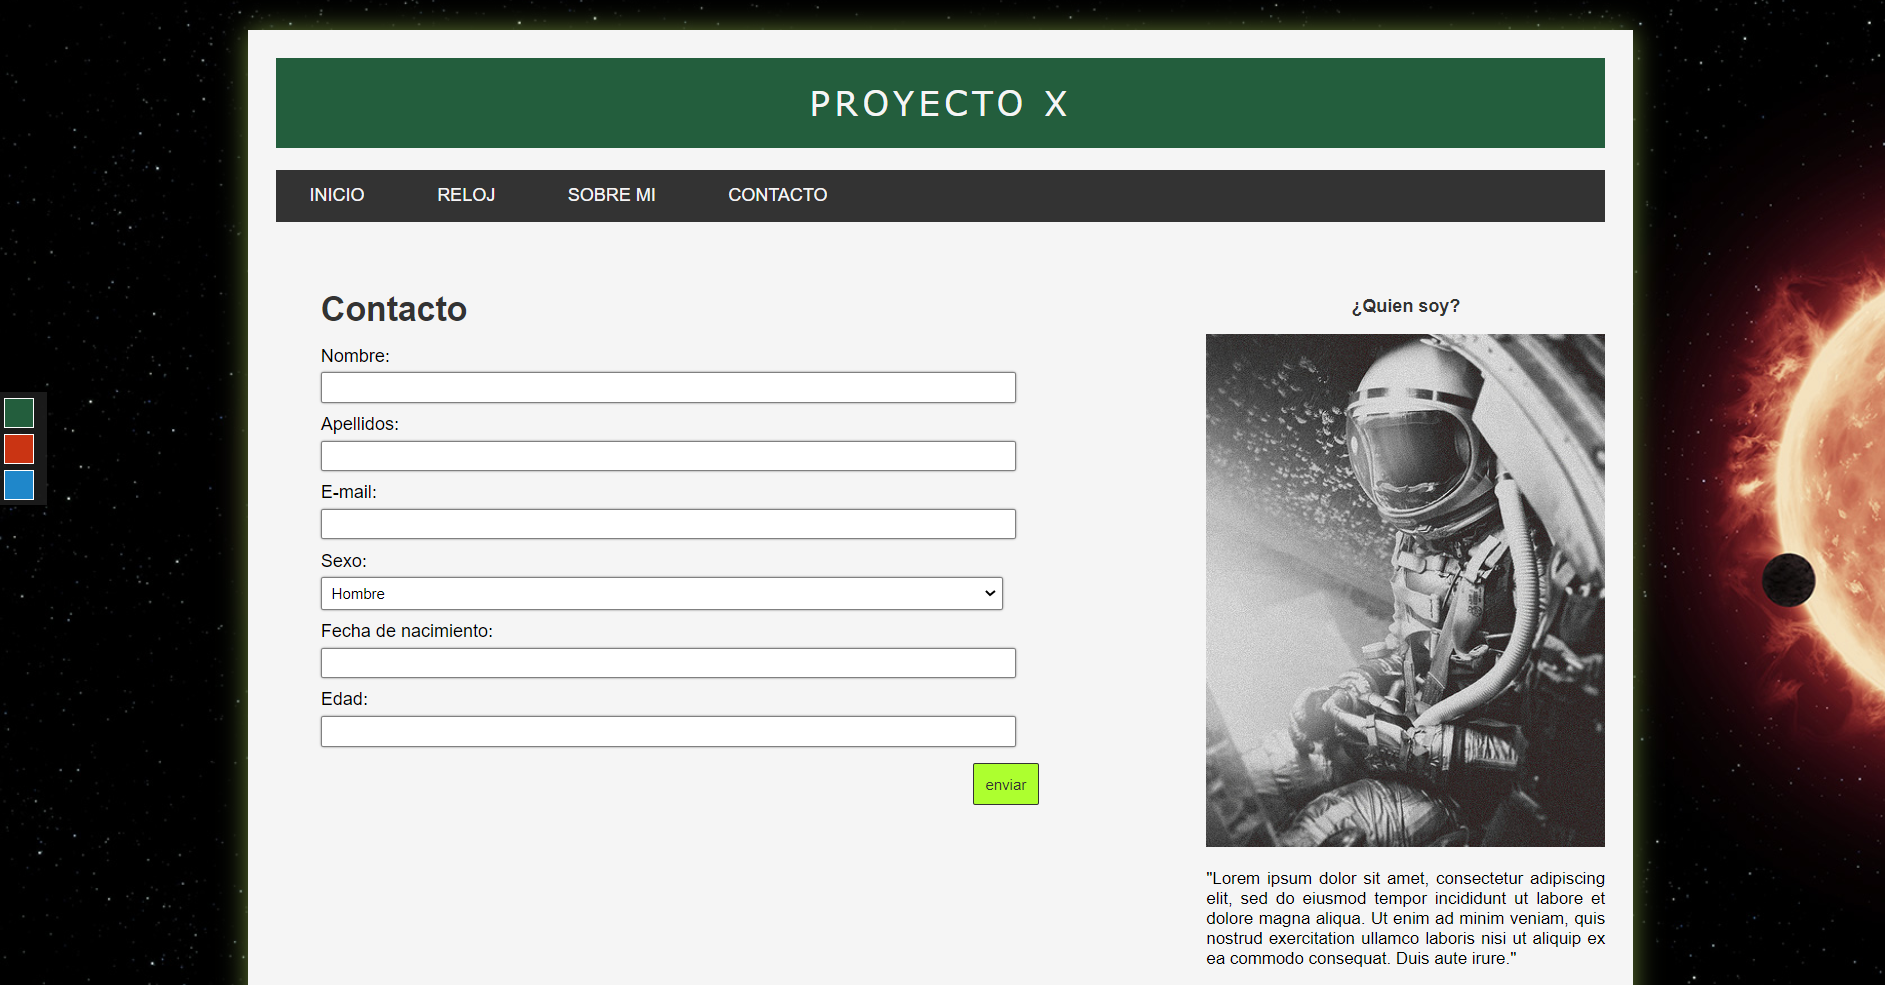 PROYECTO X
INICIO RELOJ SOBRE MI CONTACTO
Contacto
Nombre:
Apellidos:
E-mail:
Sexo:
Hombre
Fecha de nacimiento:
Edad:
enviar
¿Quien soy?
"Lorem ipsum dolor sit amet, consectetur adipiscing
elit, sed do eiusmod tempor incididunt ut labore et
dolore magna aliqua. Ut enim ad minim veniam, quis
nostrud exercitation ullamco laboris nisi ut aliquip ex
ea commodo consequat. Duis aute irure."